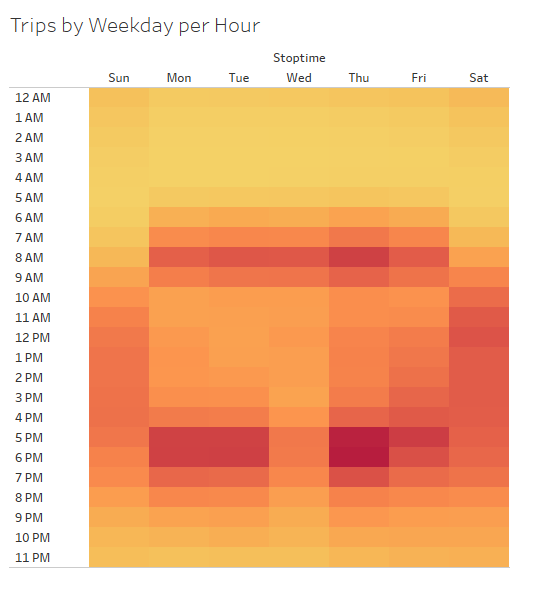 Trips by Weekday per Hour
Stoptime
Sun Mon Tue Wed Thu Fri Sat
12 AM
1 AM
2 AM
3 AM
4 AM
5 AM
6 AM
7 AM
8 AM
9 AM
10 AM
11 AM
12 PM
1 PM
2 PM
3 PM
4 PM
5 PM
6 PM
7 PM
8 PM
9 PM
10 PM
11 PM